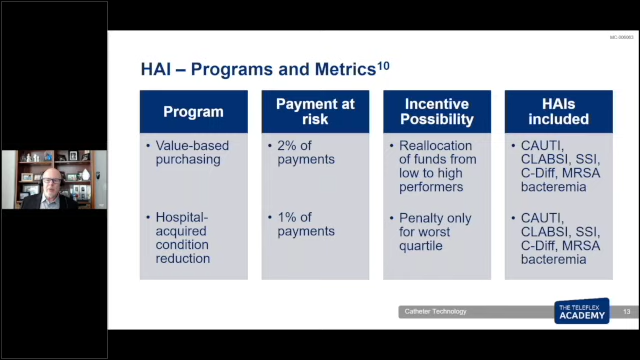 HAI – Programs and Metrics10
Program
Payment at
risk
Incentive
Possibility
HAIs
included
• Value-based
purchasing
• 2% of
payments
• Reallocation
of funds from
low to high
performers
• CAUTI,
CLABSI, SSI,
C-Diff, MRSA
bacteremia
• Hospital-
acquired
condition
reduction
• 1% of
payments
• Penalty only
for worst
quartile
• CAUTI,
CLABSI, SSI,
C-Diff, MRSA
bacteremia
Catheter Technology
THE TELEFLEX
ACADEMY
13